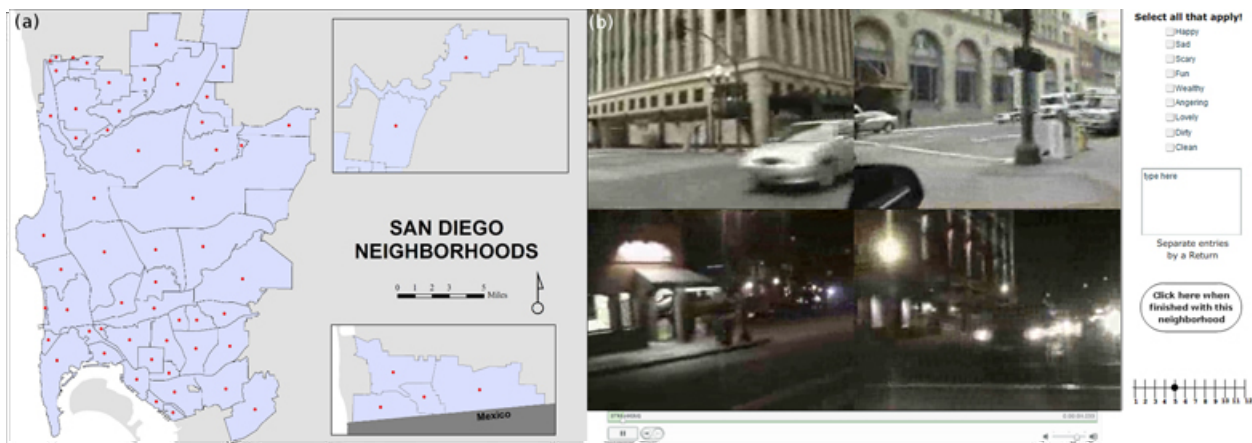 (a)
SAN DIEGO
NEIGHBORHOODS
0 1 2 3 5
Miles
Mexico
(b)
Select all that apply!
Happy
Sad
Scary
Fun
Wealthy
Angering
Lovely
Dirty
Clean
type here
Separate entries
by a Return
Click here when
finished with this
neighborhood
1 2 3 4 5 6 7 8 9 10 11 12